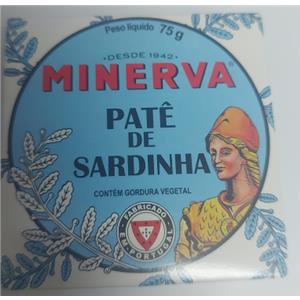 Peso líquido 75 g
• DESDE 1942 •
MINERVA®
PATÊ
DE
SARDINHA
CONTÉM GORDURA VEGETAL
FABRICADO
EM PORTUGAL